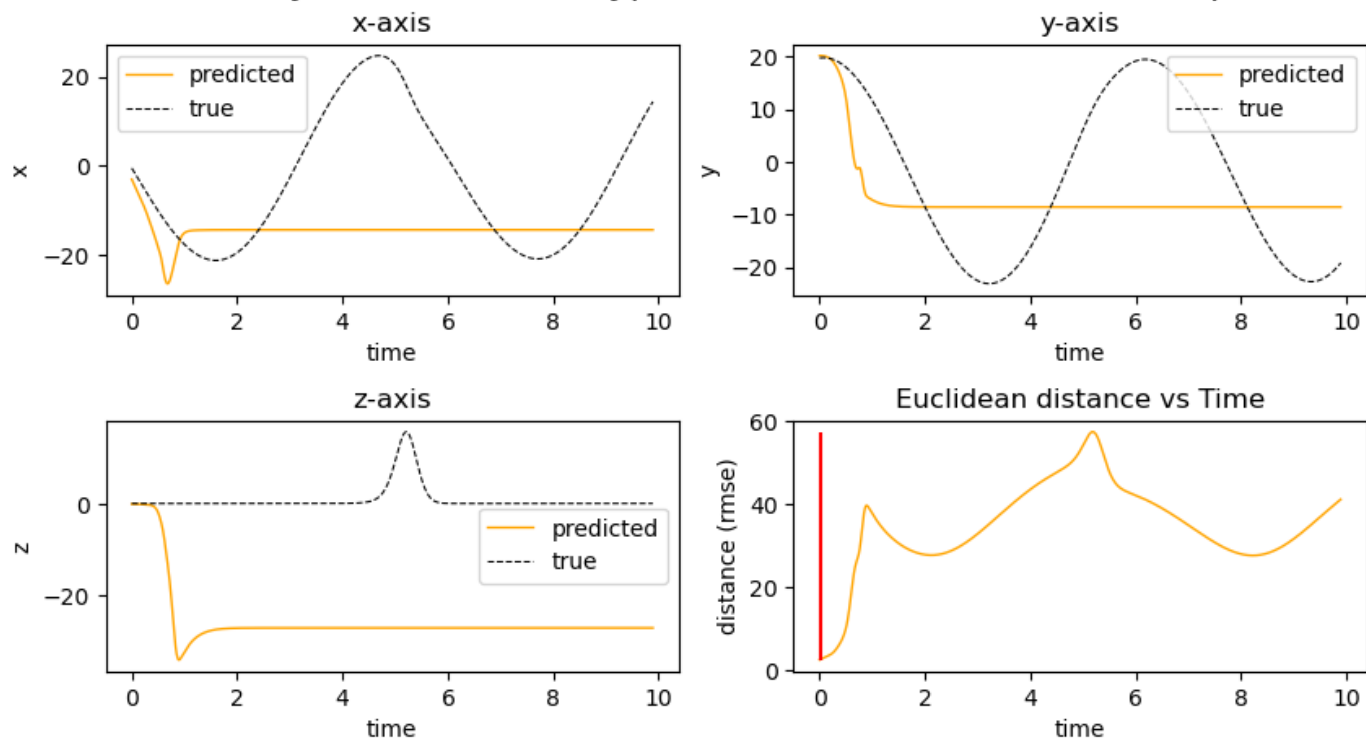 x-axis
predicted
true
20
0
−20
x
0 2 4 6 8 10
time
y-axis
predicted
true
20
10
0
−10
−20
y
0 2 4 6 8 10
time
z-axis
predicted
true
0
−20
z
0 2 4 6 8 10
time
Euclidean distance vs Time
60
40
20
0
distance (rmse)
0 2 4 6 8 10
time